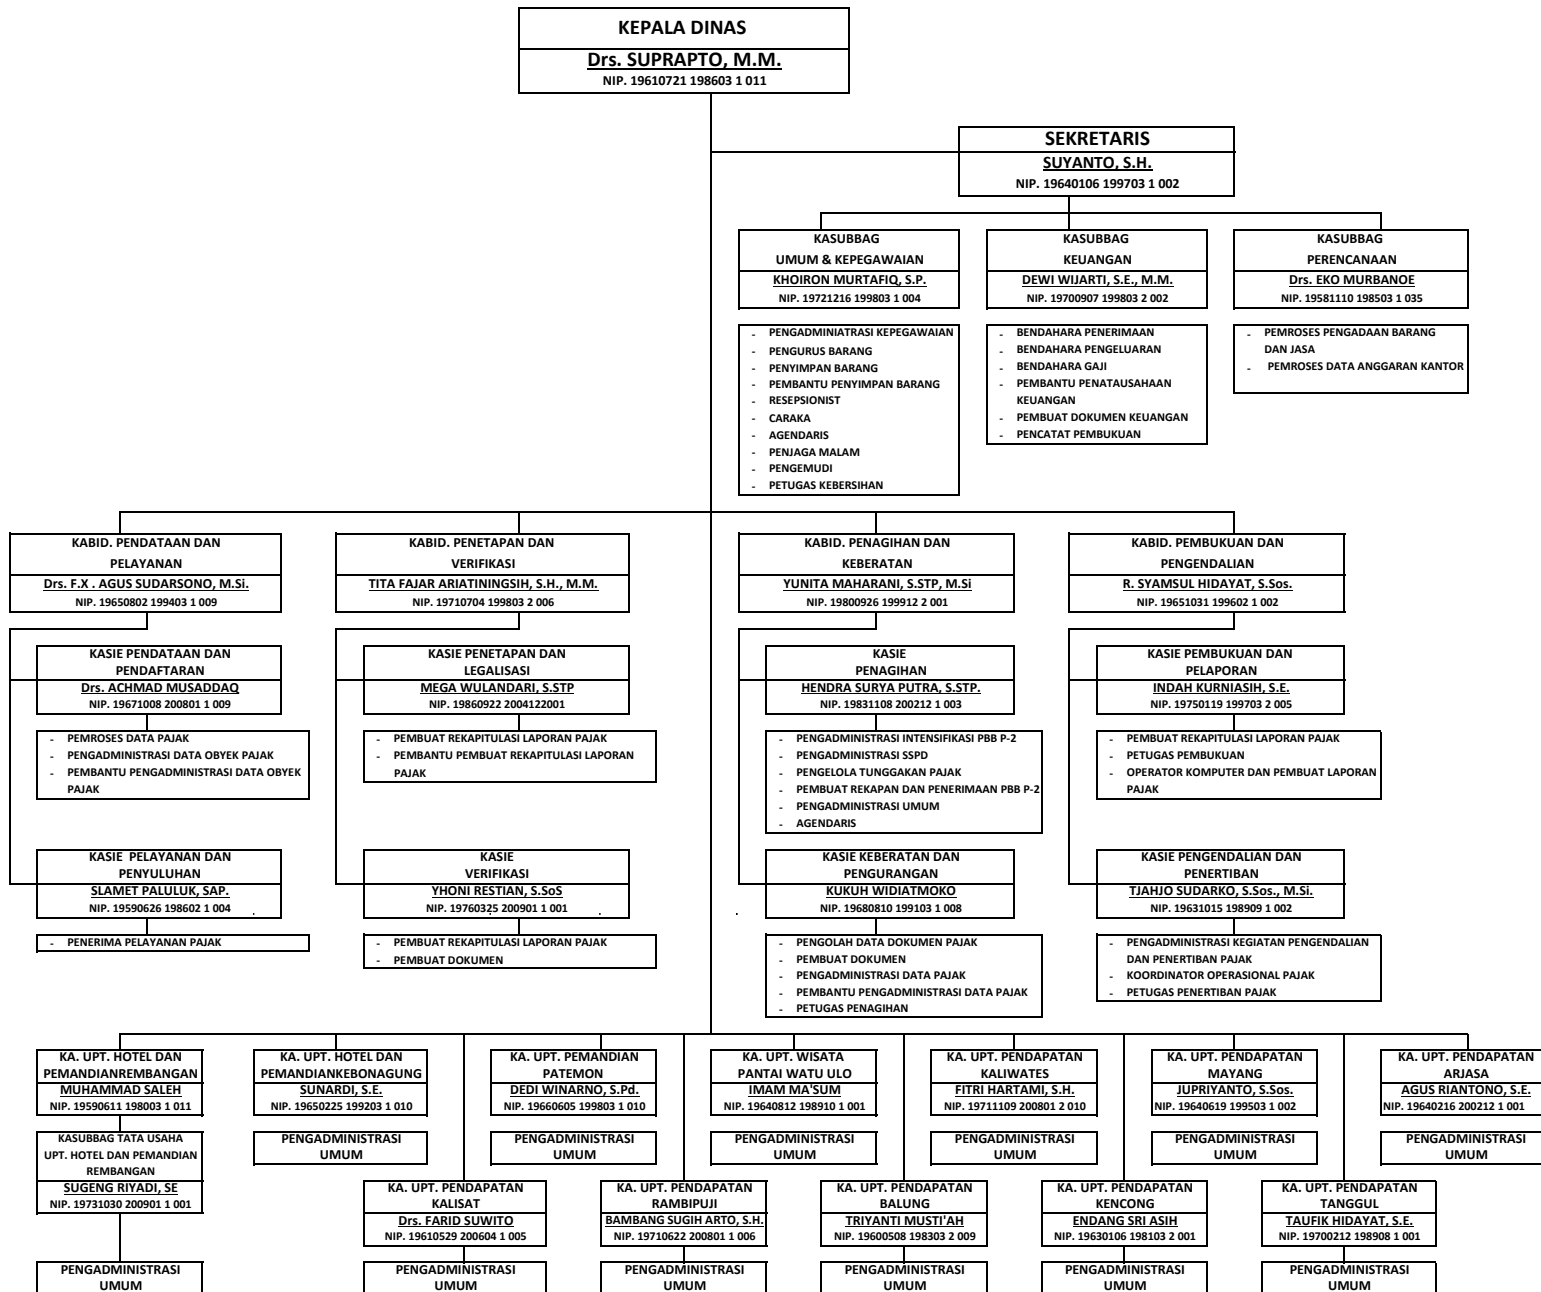 KEPALA DINAS
Drs. SUPRAPTO, M.M.
NIP. 19610721 198603 1 011
SEKRETARIS
SUYANTO, S.H.
NIP. 19640106 199703 1 002
KASUBBAG
UMUM & KEPEGAWAIAN
KHOIRON MURTAFIQ, S.P.
NIP. 19721216 199803 1 004
- PENGADMINIATRASI KEPEGAWAIAN
- PENGURUS BARANG
- PENYIMPAN BARANG
- PEMBANTU PENYIMPAN BARANG
- RESEPSIONIST
- CARAKA
- AGENDARIS
- PENJAGA MALAM
- PENGEMUDI
- PETUGAS KEBERSIHAN
KASUBBAG
KEUANGAN
DEWI WIJARTI, S.E., M.M.
NIP. 19700907 199803 2 002
- BENDAHARA PENERIMAAN
- BENDAHARA PENGELUARAN
- BENDAHARA GAJI
- PEMBANTU PENATAUSAHAAN
KEUANGAN
- PEMBUAT DOKUMEN KEUANGAN
- PENCATAT PEMBUKUAN
KASUBBAG
PERENCANAAN
Drs. EKO MURBANOE
NIP. 19581110 198503 1 035
- PEMROSES PENGADAAN BARANG
DAN JASA
- PEMROSES DATA ANGGARAN KANTOR
KABID. PENDATAAN DAN
PELAYANAN
Drs. F.X . AGUS SUDARSONO, M.Si.
NIP. 19650802 199403 1 009
KASIE PENDATAAN DAN
PENDAFTARAN
Drs. ACHMAD MUSADDAQ
NIP. 19671008 200801 1 009
- PEMROSES DATA PAJAK
- PENGADMINISTRASI DATA OBYEK PAJAK
- PEMBANTU PENGADMINISTRASI DATA OBYEK
PAJAK
KASIE  PELAYANAN DAN
PENYULUHAN
SLAMET PALULUK, SAP.
NIP. 19590626 198602 1 004
- PENERIMA PELAYANAN PAJAK
KABID. PENETAPAN DAN
VERIFIKASI
TITA FAJAR ARIATININGSIH, S.H., M.M.
NIP. 19710704 199803 2 006
KASIE PENETAPAN DAN
LEGALISASI
MEGA WULANDARI, S.STP
NIP. 19860922 2004122001
- PEMBUAT REKAPITULASI LAPORAN PAJAK
- PEMBANTU PEMBUAT REKAPITULASI LAPORAN
PAJAK
KASIE
VERIFIKASI
YHONI RESTIAN, S.SoS
NIP. 19760325 200901 1 001
- PEMBUAT REKAPITULASI LAPORAN PAJAK
- PEMBUAT DOKUMEN
KABID. PENAGIHAN DAN
KEBERATAN
YUNITA MAHARANI, S.STP, M.Si
NIP. 19800926 199912 2 001
KASIE
PENAGIHAN
HENDRA SURYA PUTRA, S.STP.
NIP. 19831108 200212 1 003
- PENGADMINISTRASI INTENSIFIKASI PBB P-2
- PENGADMINISTRASI SSPD
- PENGELOLA TUNGGAKAN PAJAK
- PEMBUAT REKAPAN DAN PENERIMAAN PBB P-2
- PENGADMINISTRASI UMUM
- AGENDARIS
KASIE KEBERATAN DAN
PENGURANGAN
KUKUH WIDIATMOKO
NIP. 19680810 199103 1 008
- PENGOLAH DATA DOKUMEN PAJAK
- PEMBUAT DOKUMEN
- PENGADMINISTRASI DATA PAJAK
- PEMBANTU PENGADMINISTRASI DATA PAJAK
- PETUGAS PENAGIHAN
KABID. PEMBUKUAN DAN
PENGENDALIAN
R. SYAMSUL HIDAYAT, S.Sos.
NIP. 19651031 199602 1 002
KASIE PEMBUKUAN DAN
PELAPORAN
INDAH KURNIASIH, S.E.
NIP. 19750119 199703 2 005
- PEMBUAT REKAPITULASI LAPORAN PAJAK
- PETUGAS PEMBUKUAN
- OPERATOR KOMPUTER DAN PEMBUAT LAPORAN
PAJAK
KASIE PENGENDALIAN DAN
PENERTIBAN
TJAHJO SUDARKO, S.Sos., M.Si.
NIP. 19631015 198909 1 002
- PENGADMINISTRASI KEGIATAN PENGENDALIAN
DAN PENERTIBAN PAJAK
- KOORDINATOR OPERASIONAL PAJAK
- PETUGAS PENERTIBAN PAJAK
KA. UPT. HOTEL DAN
PEMANDIANREMBANGAN
MUHAMMAD SALEH
NIP. 19590611 198003 1 011
KASUBBAG TATA USAHA
UPT. HOTEL DAN PEMANDIAN
REMBANGAN
SUGENG RIYADI, SE
NIP. 19731030 200901 1 001
PENGADMINISTRASI
UMUM
KA. UPT. HOTEL DAN
PEMANDIANKEBONAGUNG
SUNARDI, S.E.
NIP. 19650225 199203 1 010
PENGADMINISTRASI
UMUM
KA. UPT. PEMANDIAN
PATEMON
DEDI WINARNO, S.Pd.
NIP. 19660605 199803 1 010
PENGADMINISTRASI
UMUM
KA. UPT. WISATA
PANTAI WATU ULO
IMAM MA'SUM
NIP. 19640812 198910 1 001
PENGADMINISTRASI
UMUM
KA. UPT. PENDAPATAN
KALIWATES
FITRI HARTAMI, S.H.
NIP. 19711109 200801 2 010
PENGADMINISTRASI
UMUM
KA. UPT. PENDAPATAN
MAYANG
JUPRIYANTO, S.Sos.
NIP. 19640619 199503 1 002
PENGADMINISTRASI
UMUM
KA. UPT. PENDAPATAN
ARJASA
AGUS RIANTONO, S.E.
NIP. 19640216 200212 1 001
PENGADMINISTRASI
UMUM
KA. UPT. PENDAPATAN
KALISAT
Drs. FARID SUWITO
NIP. 19610529 200604 1 005
PENGADMINISTRASI
UMUM
KA. UPT. PENDAPATAN
RAMBIPUJI
BAMBANG SUGIH ARTO, S.H.
NIP. 19710622 200801 1 006
PENGADMINISTRASI
UMUM
KA. UPT. PENDAPATAN
BALUNG
TRIYANTI MUSTI'AH
NIP. 19600508 198303 2 009
PENGADMINISTRASI
UMUM
KA. UPT. PENDAPATAN
KENCONG
ENDANG SRI ASIH
NIP. 19630106 198103 2 001
PENGADMINISTRASI
UMUM
KA. UPT. PENDAPATAN
TANGGUL
TAUFIK HIDAYAT, S.E.
NIP. 19700212 198908 1 001
PENGADMINISTRASI
UMUM